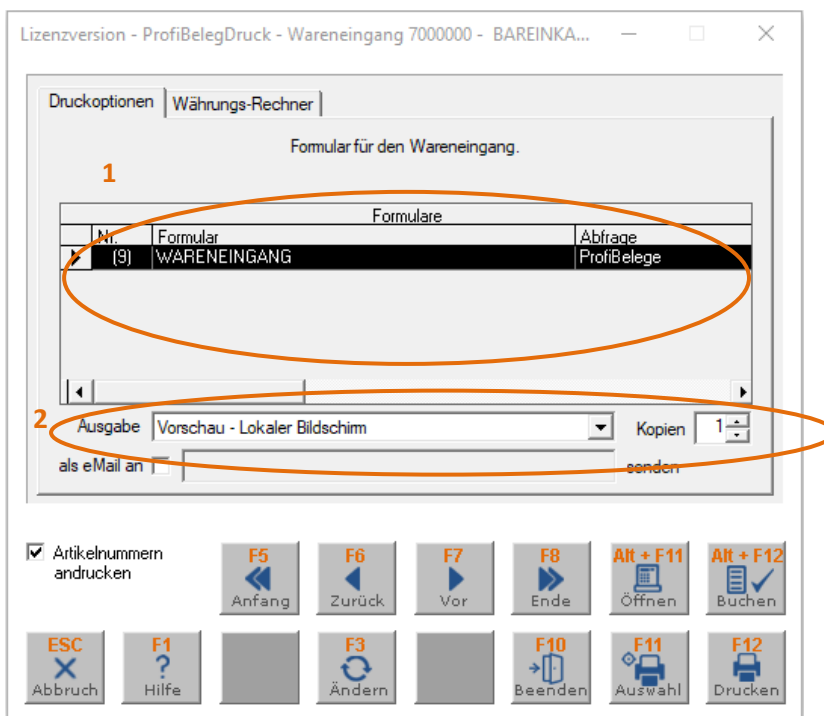 Lizenzversion - ProfiBelegDruck - Wareneingang 7000000 - BAREINKA...
Druckoptionen Währungs-Rechner
Formular für den Wareneingang.
1
Formulare
Nr. Formular Abfrage
(9) WARENEINGANG ProfiBelege
2
Ausgabe Vorschau - Lokaler Bildschirm Kopien 1
als eMail an senden
Artikelnummern
andrucken
F5 F6 F7 F8 Alt + F11 Alt + F12
Anfang Zurück Vor Ende Öffnen Buchen
ESC F1 F3 F10 F11 F12
?
Abbruch Hilfe Ändern Beenden Auswahl Drucken